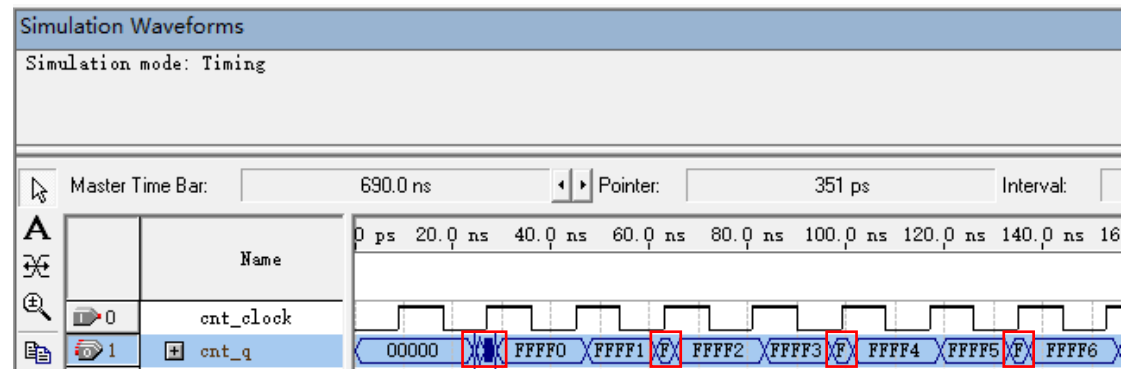 Simulation Waveforms
Simulation mode: Timing
Master Time Bar: 690.0 ns Pointer: 351 ps Interval:
A Name 0 ps 20.0 ns 40.0 ns 60.0 ns 80.0 ns 100.0 ns 120.0 ns 140.0 ns 16
0 cnt_clock
1 cnt_q 00000 FFFF0 FFFF1 F FFFF2 FFFF3 F FFFF4 FFFF5 F FFFF6